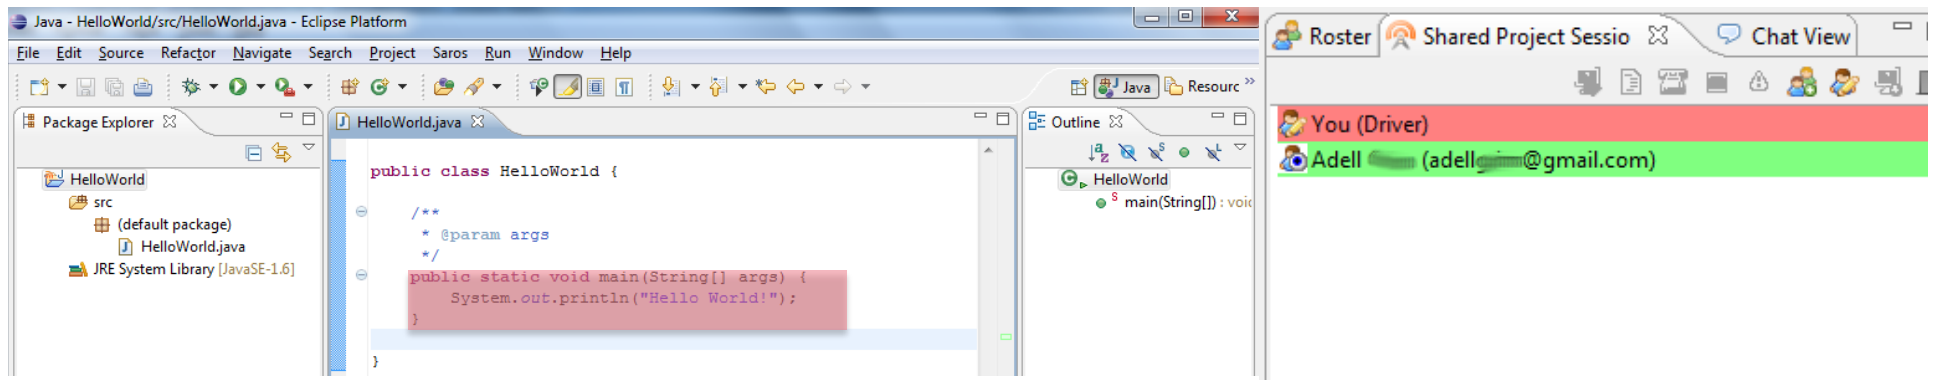 Java - HelloWorld/src/HelloWorld.java - Eclipse Platform
File Edit Source Refactor Navigate Search Project Saros Run Window Help
Java Resourc »
Package Explorer
HelloWorld
src
(default package)
HelloWorld.java
JRE System Library [JavaSE-1.6]
HelloWorld.java
public class HelloWorld {
/**
* @param args
*/
public static void main(String[] args) {
System.out.println("Hello World!");
}
}
Outline
HelloWorld
main(String[]) : void
Roster Shared Project Sessio Chat View
You (Driver)
Adell (adell @gmail.com)